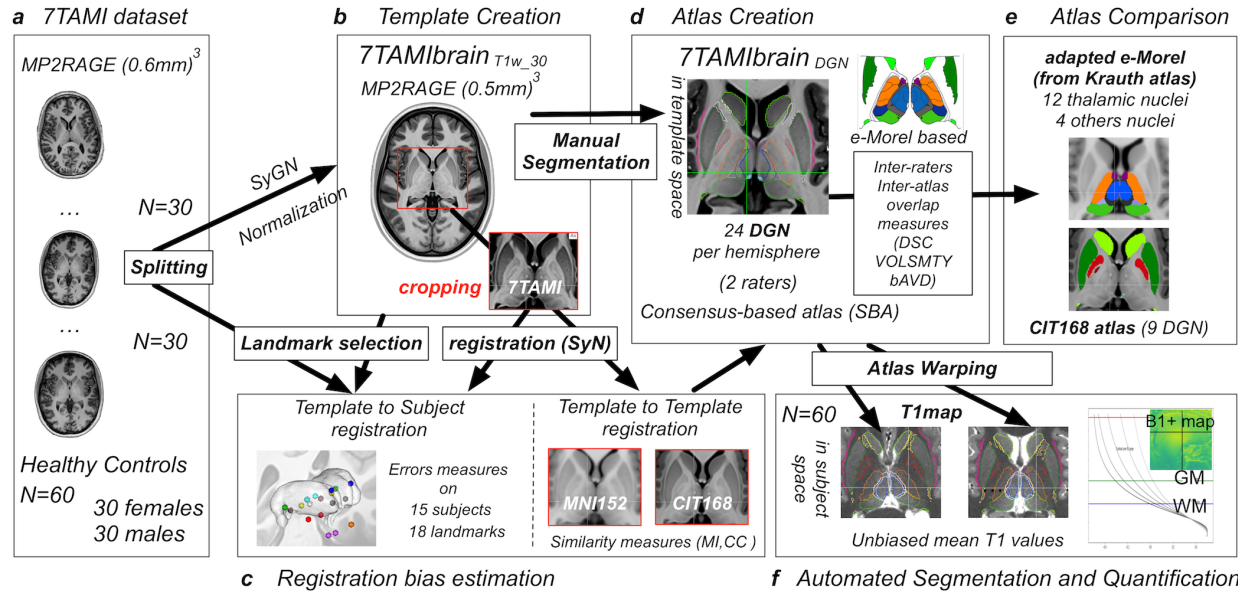 a 7TAMI dataset
MP2RAGE (0.6mm)3
...
N=30
Splitting
...
N=30
Healthy Controls
N=60
30 females
30 males
SyGN
Normalization
b Template Creation
7TAMIbrain T1w_30
MP2RAGE (0.5mm)3
cropping
7TAMI
Manual
Segmentation
Landmark selection
registration (SyN)
Template to Subject
registration
Errors measures
on
15 subjects
18 landmarks
Template to Template
registration
MNI152
CIT168
Similarity measures (MI,CC)
c Registration bias estimation
d Atlas Creation
7TAMIbrain DGN
in template
space
e-Morel based
24 DGN
per hemisphere
(2 raters)
Consensus-based atlas (SBA)
Inter-raters
Inter-atlas
overlap
measures
(DSC
VOLSMTY
bAVD)
e Atlas Comparison
adapted e-Morel
(from Krauth atlas)
12 thalamic nuclei
4 others nuclei
CIT168 atlas (9 DGN)
Atlas Warping
N=60
T1map
in subject
space
Unbiased mean T1 values
B1+ map
GM
WM
f Automated Segmentation and Quantification